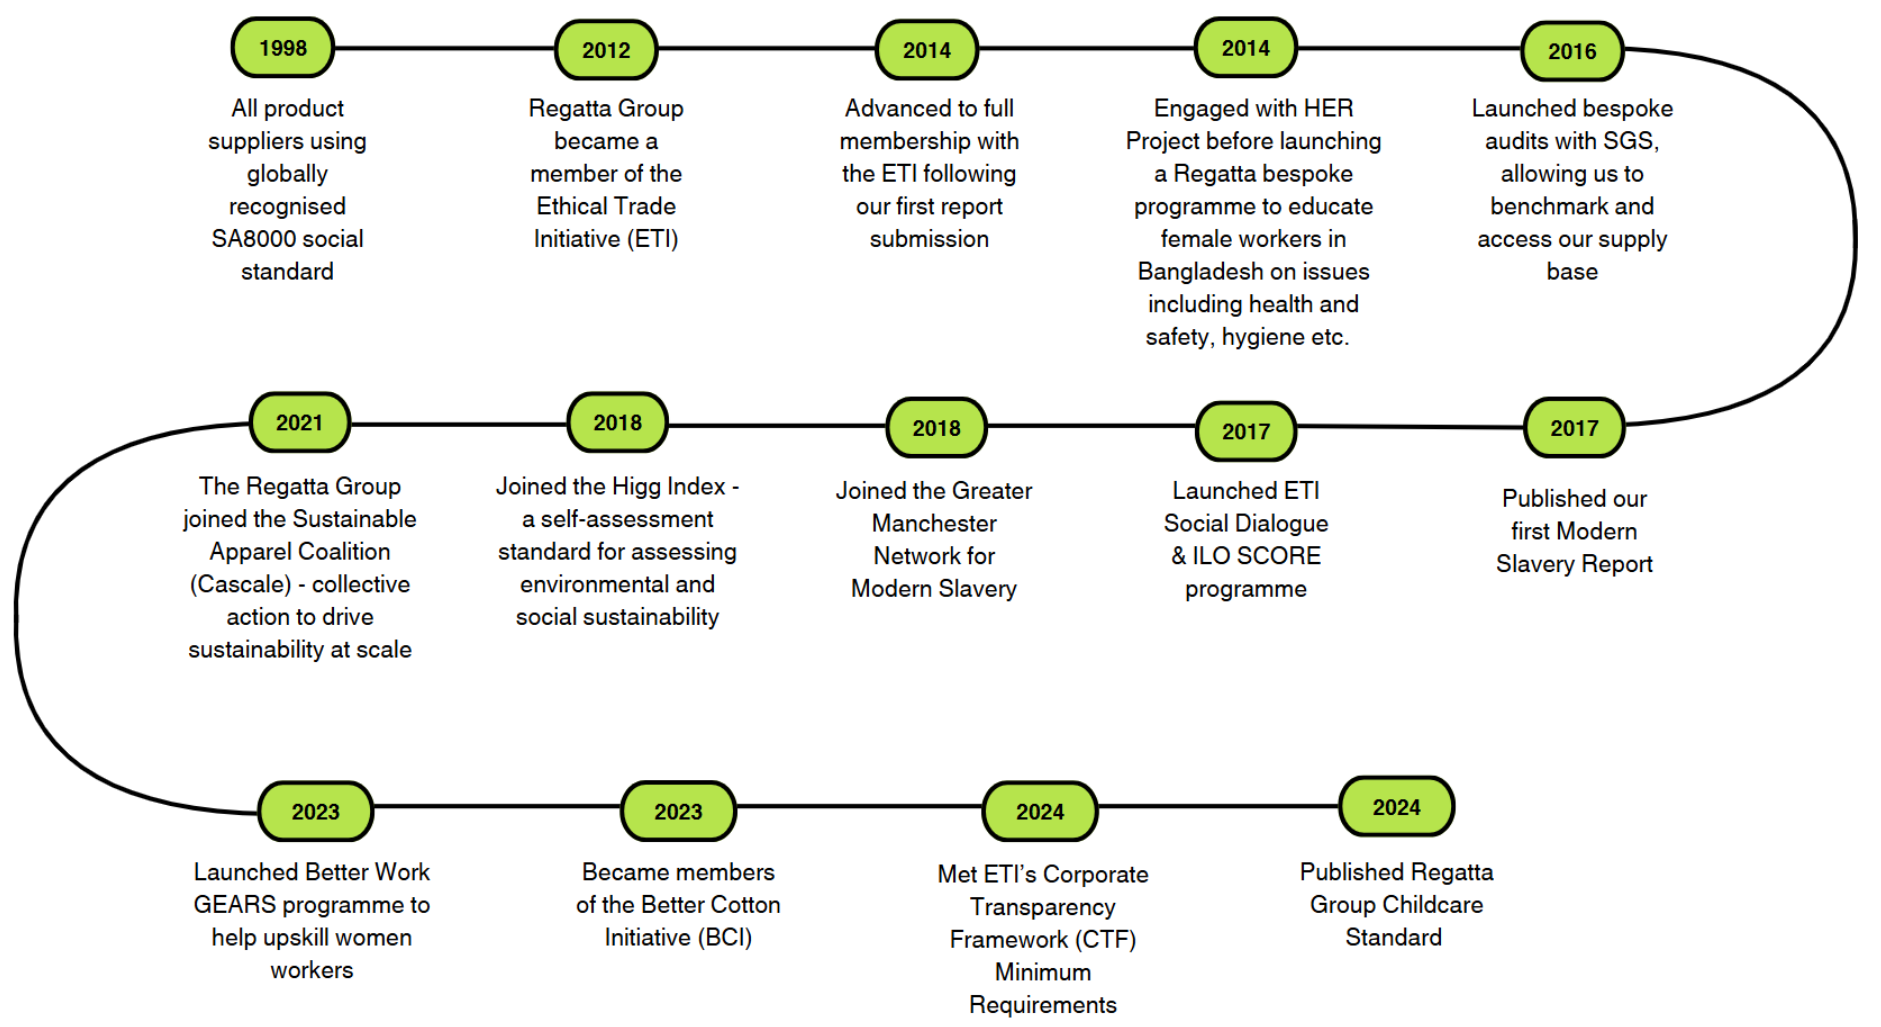 1998
All product
suppliers using
globally
recognised
SA8000 social
standard
2012
Regatta Group
became a
member of the
Ethical Trade
Initiative (ETI)
2014
Advanced to full
membership with
the ETI following
our first report
submission
2014
Engaged with HER
Project before launching
a Regatta bespoke
programme to educate
female workers in
Bangladesh on issues
including health and
safety, hygiene etc.
2016
Launched bespoke
audits with SGS,
allowing us to
benchmark and
access our supply
base
2017
Published our
first Modern
Slavery Report
2017
Launched ETI
Social Dialogue
& ILO SCORE
programme
2018
Joined the Greater
Manchester
Network for
Modern Slavery
2018
Joined the Higg Index -
a self-assessment
standard for assessing
environmental and
social sustainability
2021
The Regatta Group
joined the Sustainable
Apparel Coalition
(Cascale) - collective
action to drive
sustainability at scale
2023
Launched Better Work
GEARS programme to
help upskill women
workers
2023
Became members
of the Better Cotton
Initiative (BCI)
2024
Met ETI’s Corporate
Transparency
Framework (CTF)
Minimum
Requirements
2024
Published Regatta
Group Childcare
Standard